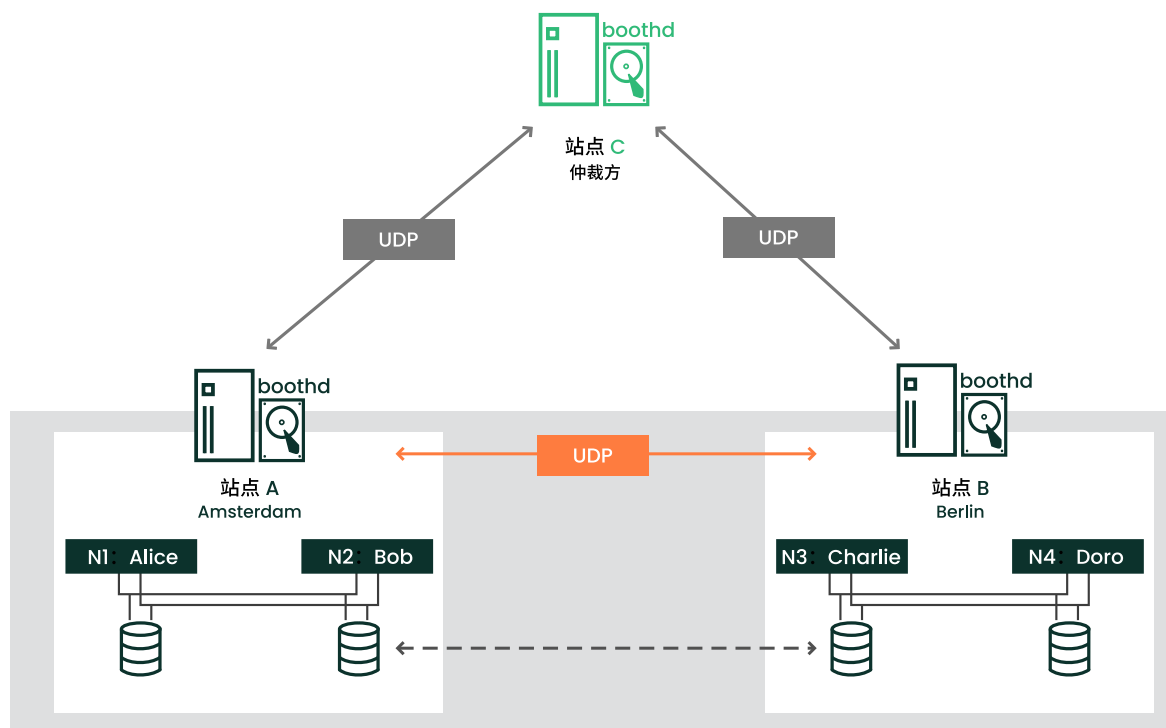 boothd
站点 C
仲裁方
UDP
UDP
boothd
boothd
UDP
站点 A
Amsterdam
站点 B
Berlin
N1：Alice
N2：Bob
N3：Charlie
N4：Doro